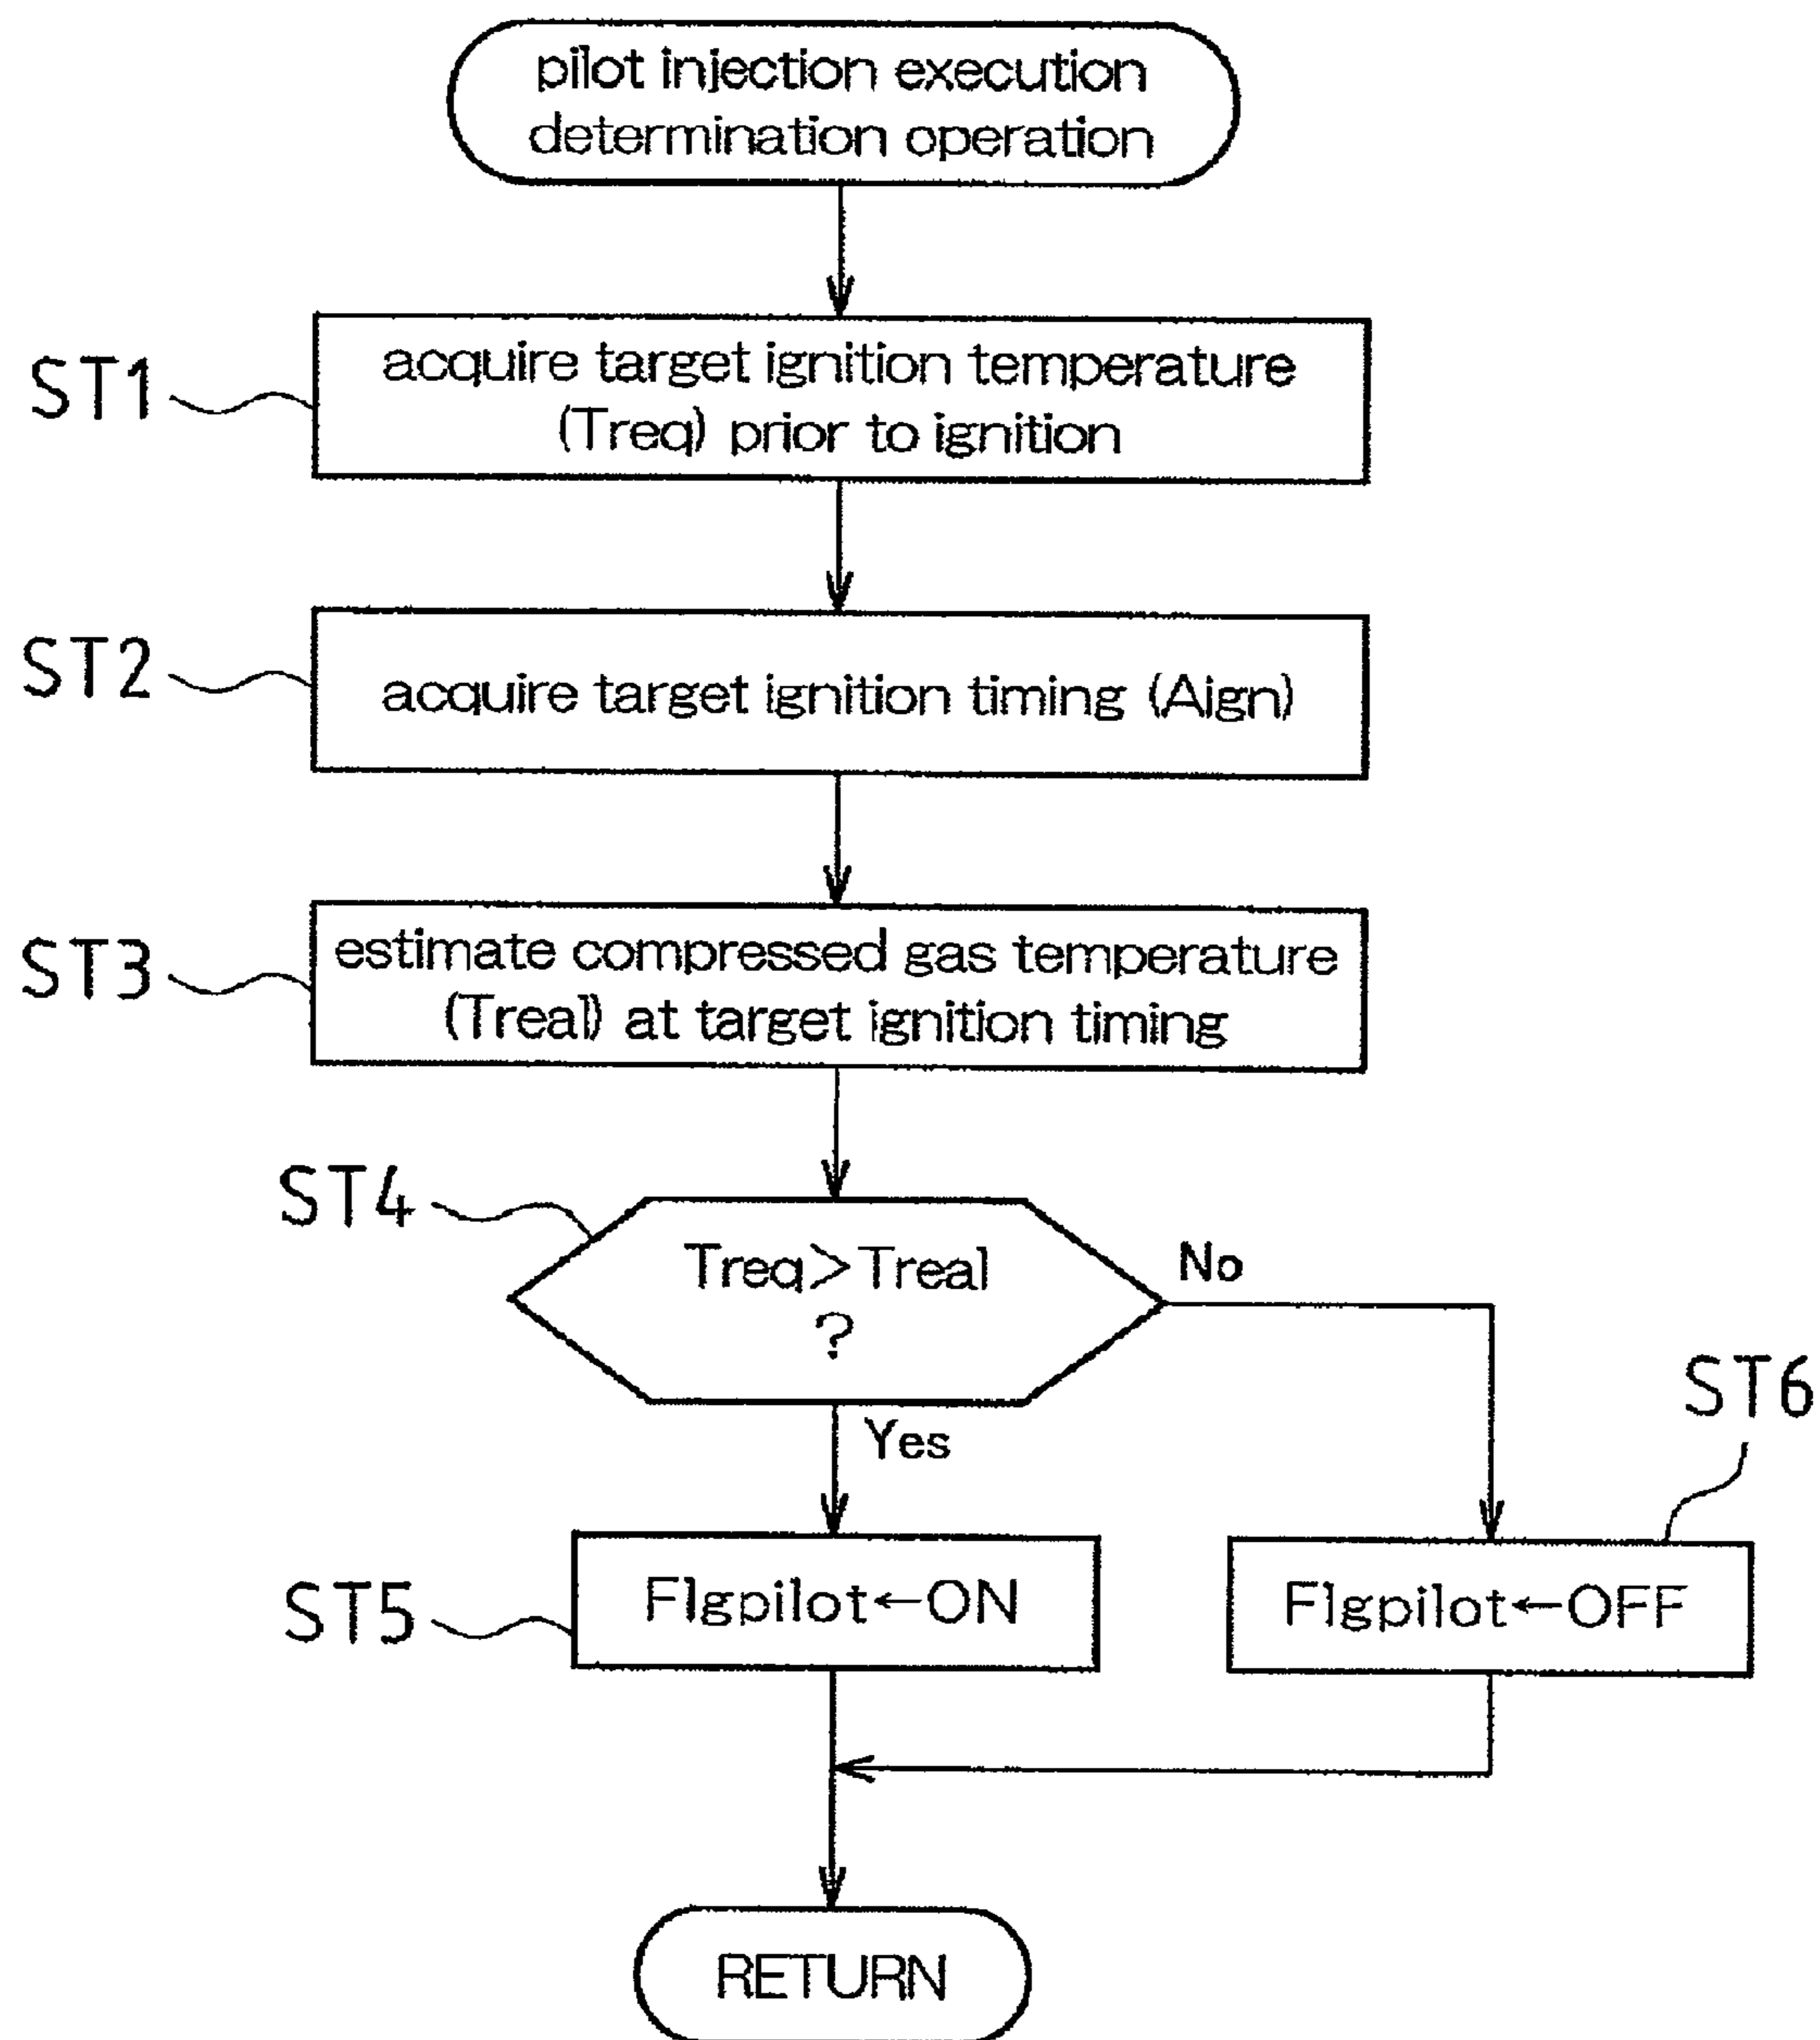 pilot injection execution
determination operation
ST1
acquire target ignition temperature
(Treq) prior to ignition
ST2
acquire target ignition timing (Aign)
ST3
estimate compressed gas temperature
(Treal) at target ignition timing
ST4
Treq>Treal
?
No
Yes
ST5
Flgpilot←ON
ST6
Flgpilot←OFF
RETURN